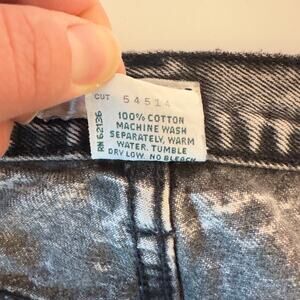 CUT 54514
RN 62136
100% COTTON
MACHINE WASH
SEPARATELY, WARM
WATER. TUMBLE
DRY LOW. NO BLEACH